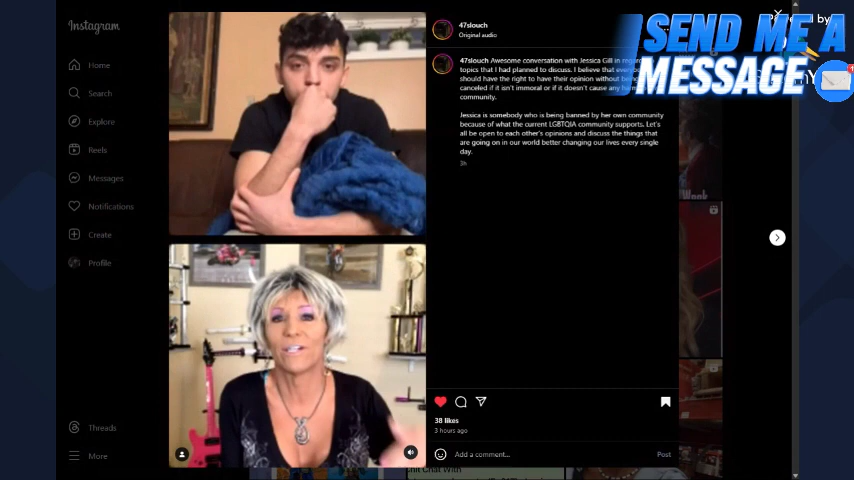 Instagram
Home
Search
Explore
Reels
Messages
Notifications
Create
Profile
Threads
More
47slouch
Original audio
47slouch Awesome conversation with Jessica Gill in
topics that I had planned to discuss. I believe that
should have the right to have their opinion without
canceled if it isn't immoral or if it doesn't cause any
community.
Jessica is somebody who is being banned by her own community
because of what the current LGBTQIA community supports. Let's
all be open to each other's opinions and discuss the things that
are going on in our world better changing our lives every single
day.
3h
38 likes
3 hours ago
Add a comment...
Post
SEND ME A
MESSAGE
by
Chat With